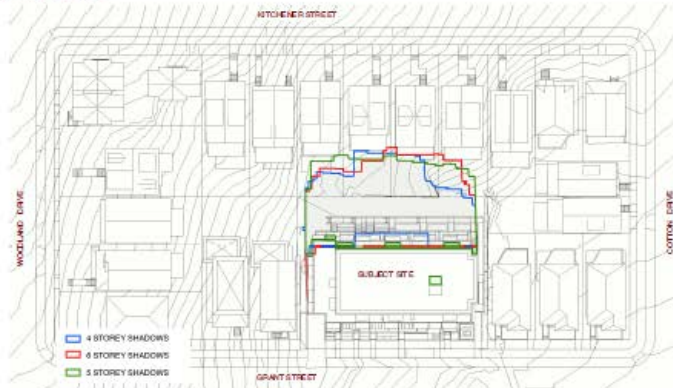 KITCHENER STREET
WOODLAND DRIVE
COTTON DRIVE
SUBJECT SITE
4 STOREY SHADOWS
6 STOREY SHADOWS
5 STOREY SHADOWS
GRANT STREET